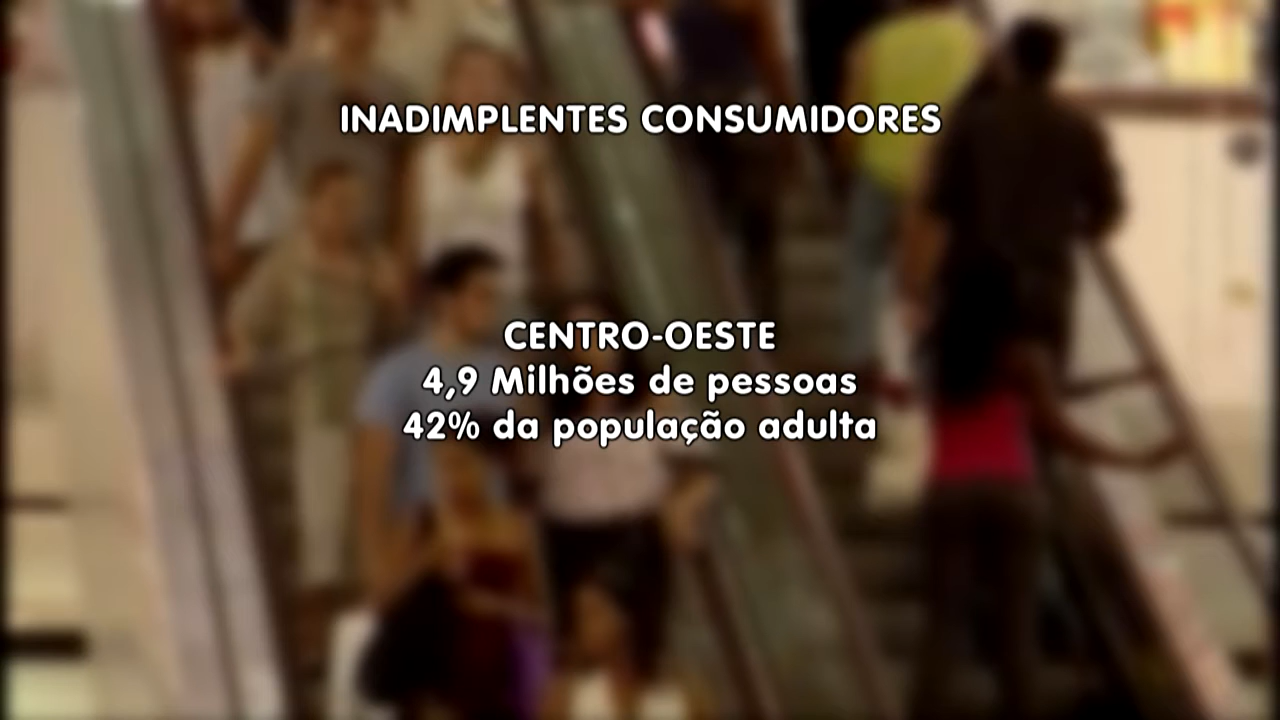 INADIMPLENTES CONSUMIDORES
CENTRO-OESTE
4,9 Milhões de pessoas
42% da população adulta